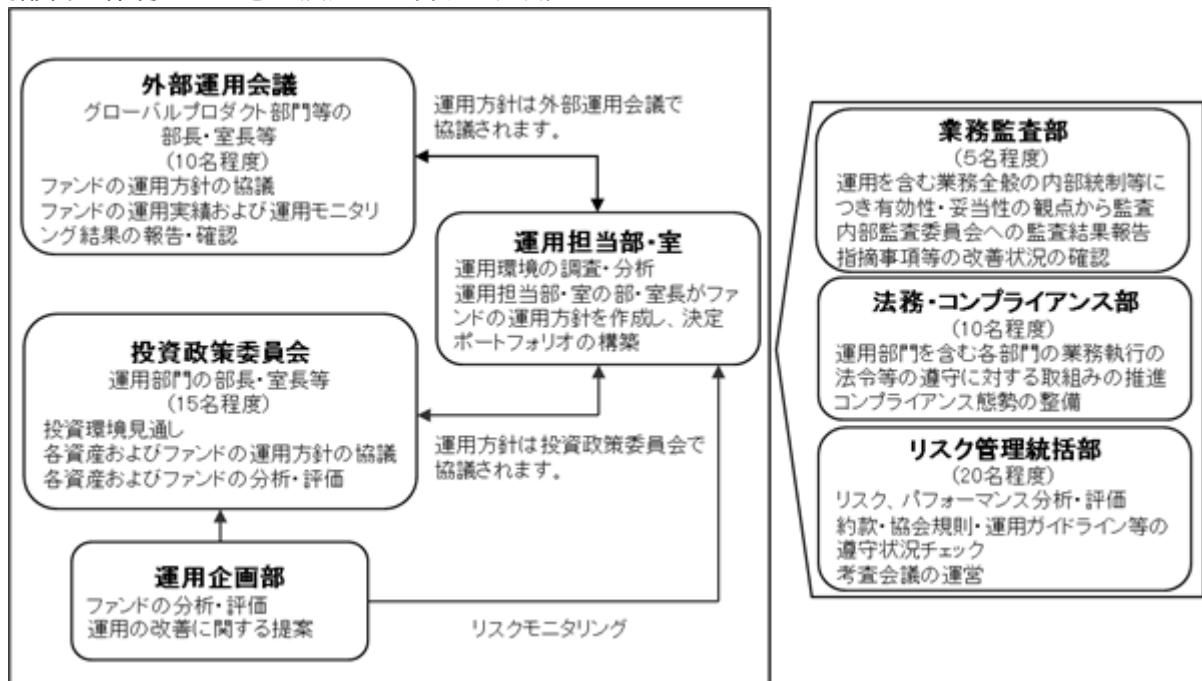 外部運用会議
グローバルプロダクト部門等の
部長・室長等
(10名程度)
ファンドの運用方針の協議
ファンドの運用実績および運用モニタリ
ング結果の報告・確認
運用方針は外部運用会議で
協議されます。
運用担当部・室
運用環境の調査・分析
運用担当部・室の部・室長がファ
ンドの運用方針を作成し、決定
ポートフォリオの構築
投資政策委員会
運用部門の部長・室長等
(15名程度)
投資環境見通し
各資産およびファンドの運用方針の協議
各資産およびファンドの分析・評価
運用方針は投資政策委員会で
協議されます。
運用企画部
ファンドの分析・評価
運用の改善に関する提案
リスクモニタリング
業務監査部
(5名程度)
運用を含む業務全般の内部統制等に
つき有効性・妥当性の観点から監査
内部監査委員会への監査結果報告
指摘事項等の改善状況の確認
法務・コンプライアンス部
(10名程度)
運用部門を含む各部門の業務執行の
法令等の遵守に対する取組みの推進
コンプライアンス態勢の整備
リスク管理統括部
(20名程度)
リスク、パフォーマンス分析・評価
約款・協会規則・運用ガイドライン等の
遵守状況チェック
考査会議の運営